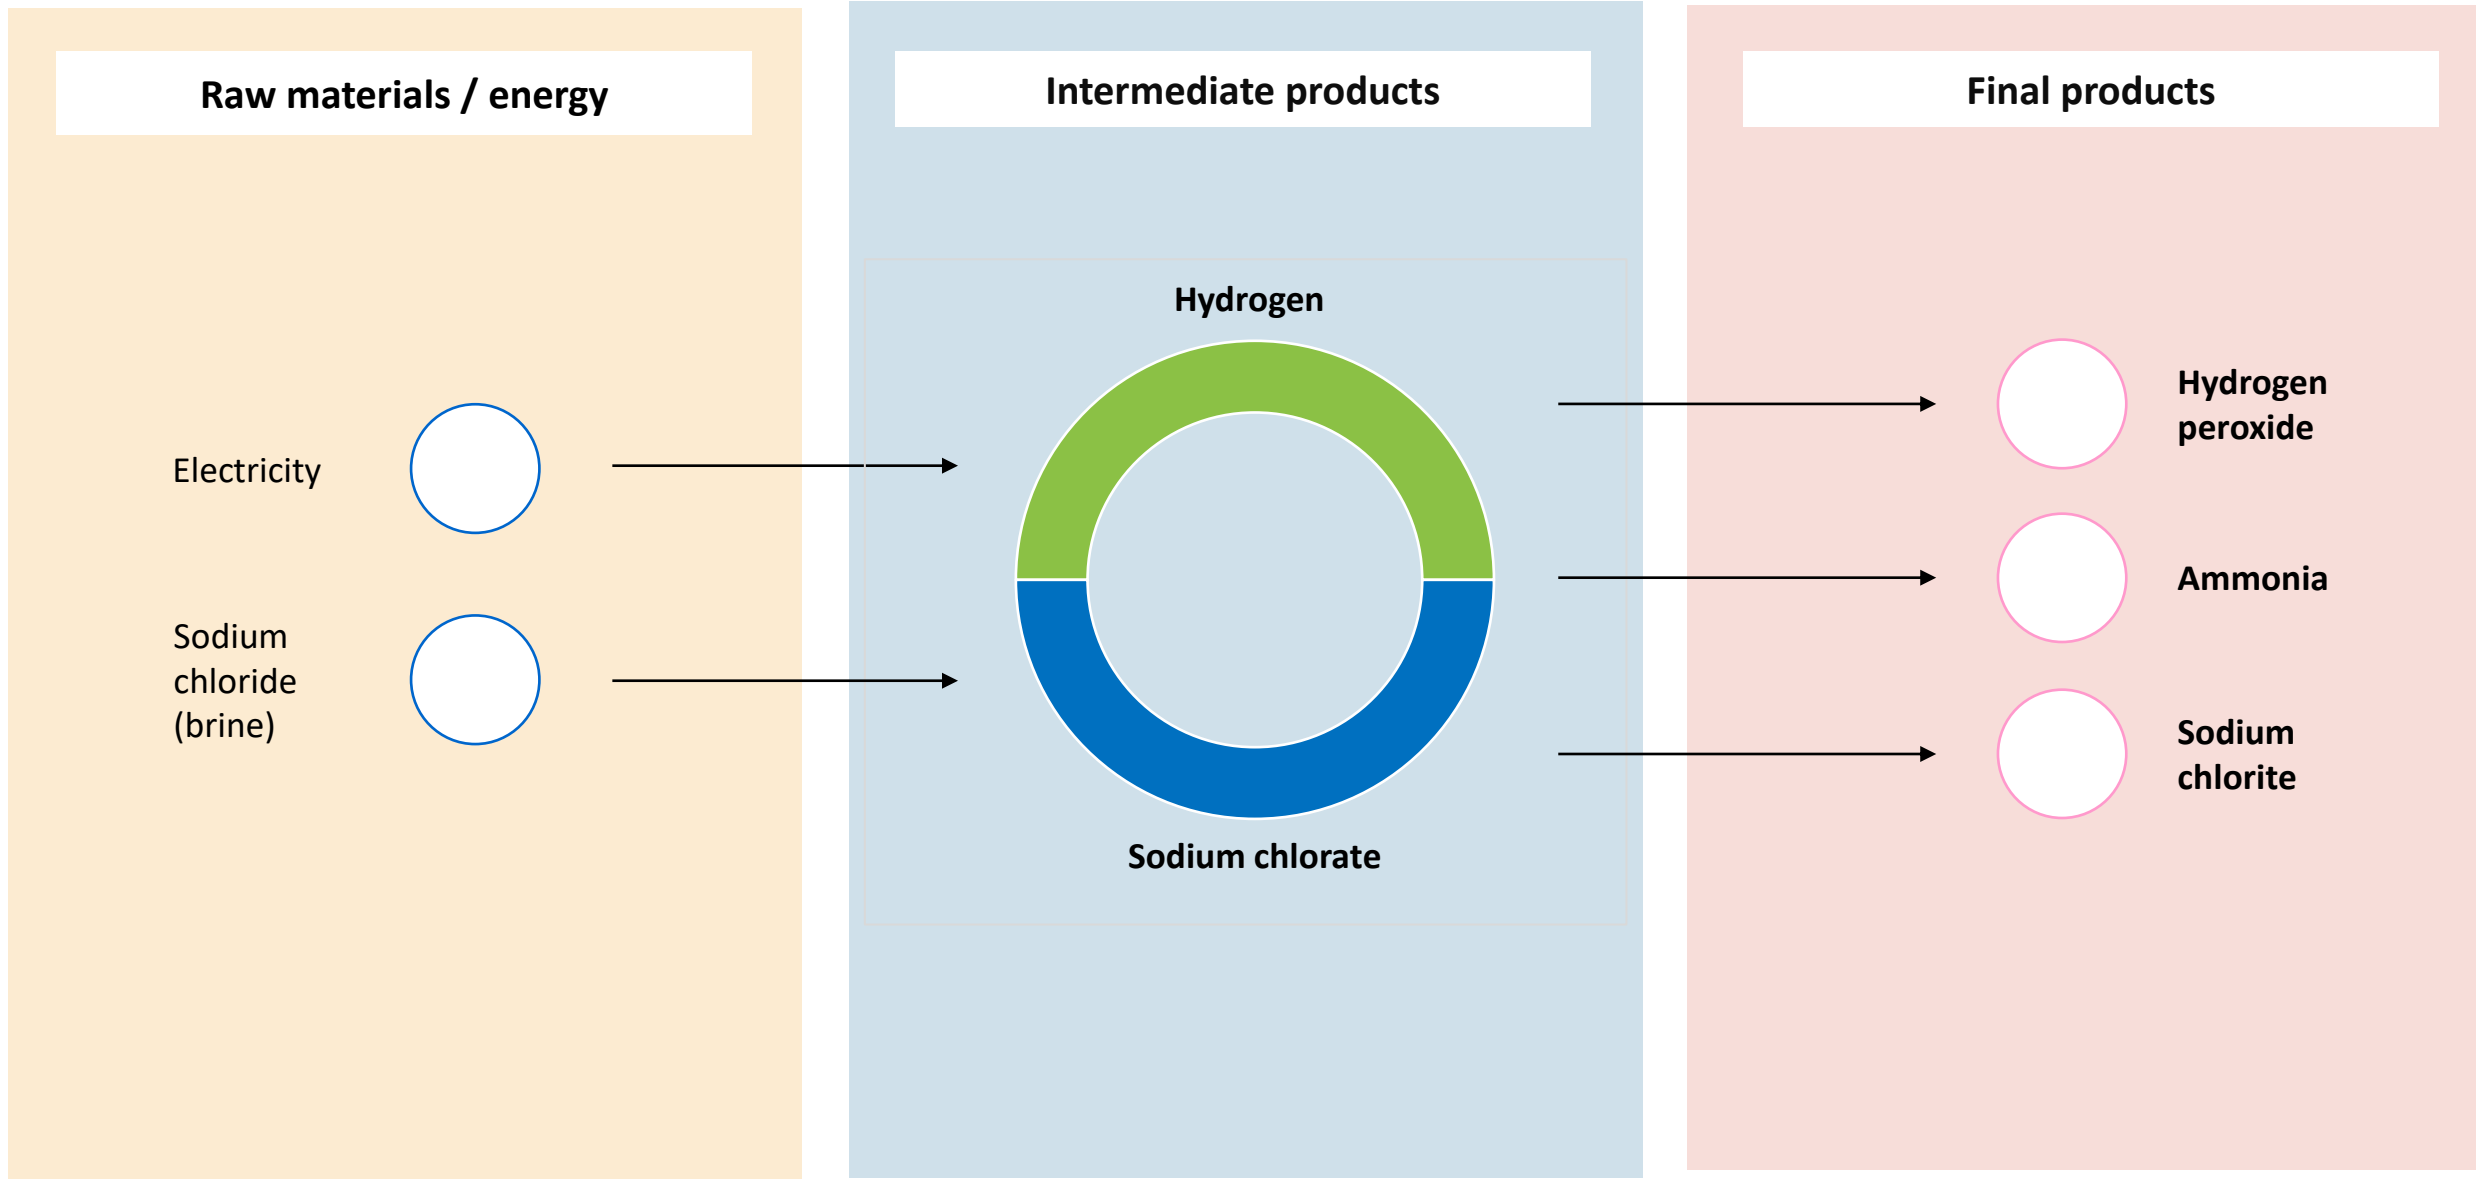 Raw materials / energy
Intermediate products
Final products
Electricity
Sodium
chloride
(brine)
Hydrogen
Sodium chlorate
Hydrogen
peroxide
Ammonia
Sodium
chlorite